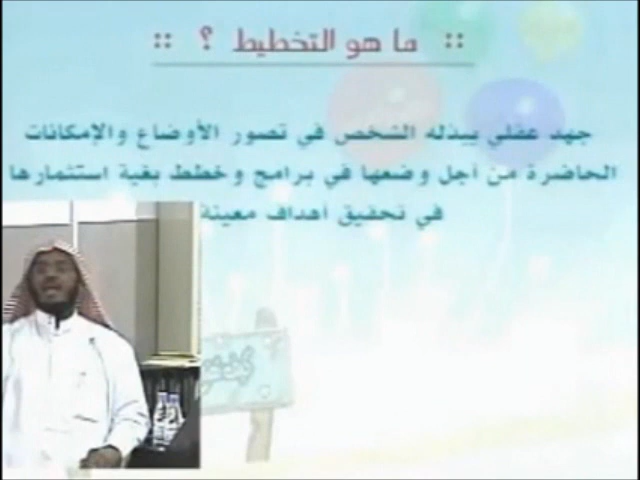 :: ما هو التخطيط ؟ ::
جهد عقلي يبذله الشخص في تصور الأوضاع والإمكانات
الحاضرة من أجل وضعها في برامج وخطط بغية استثمارها
في تحقيق أهداف معينة